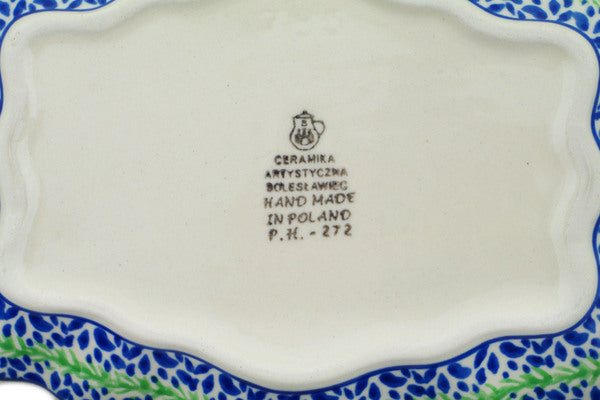 B
CERAMIKA
ARTYSTYCZNA
BOLESŁAWIEC
HAND MADE
IN POLAND
P.H. - 272